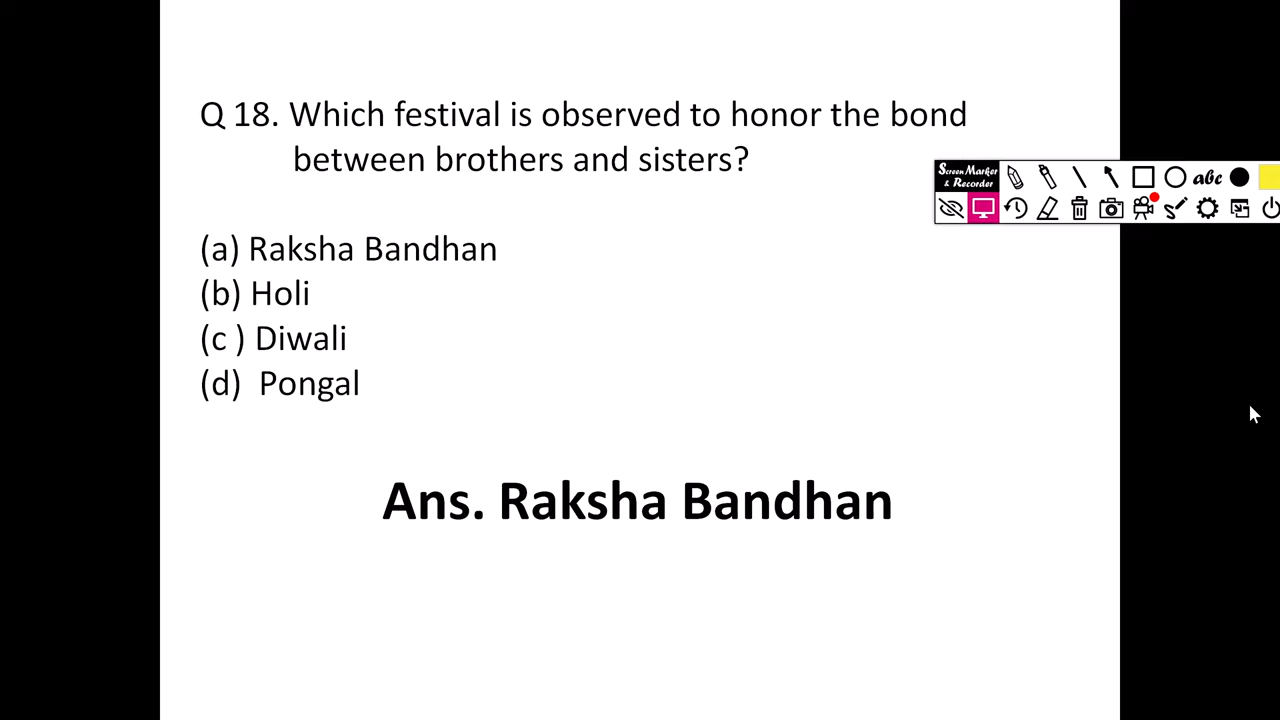 Q 18. Which festival is observed to honor the bond
between brothers and sisters?
Screen Marker
& Recorder
abc
(a) Raksha Bandhan
(b) Holi
(c ) Diwali
(d) Pongal
Ans. Raksha Bandhan